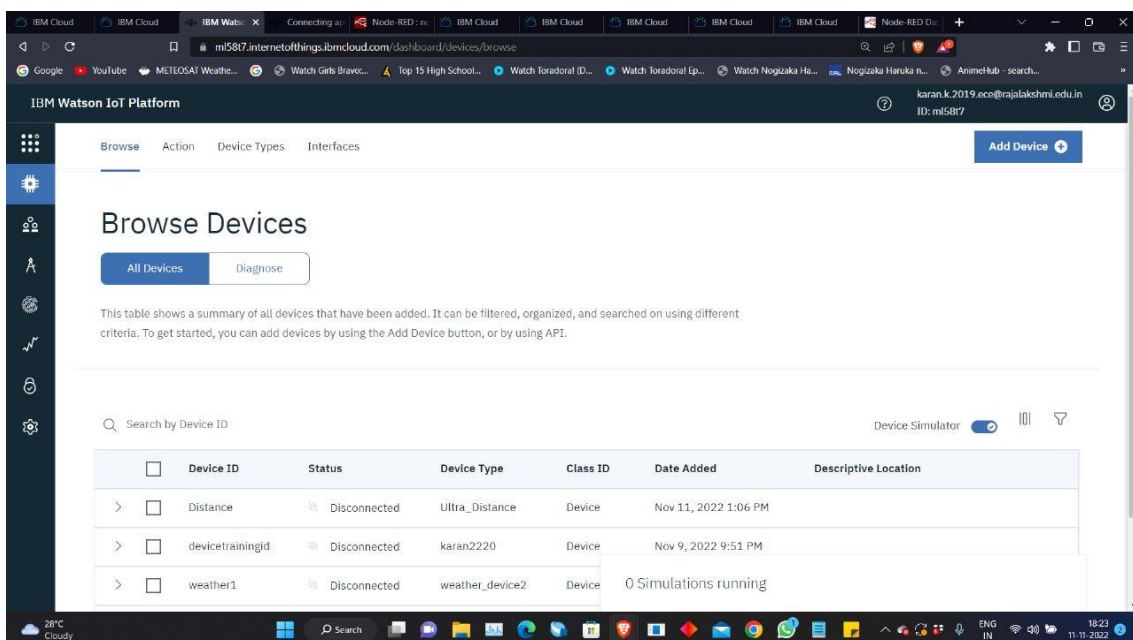 IBM Cloud IBM Cloud IBM Wats Connecting ap Node-RED : n IBM Cloud IBM Cloud IBM Cloud IBM Cloud Node-RED Da
ml58t7.internetofthings.ibmcloud.com/dashboard/devices/browse
Google YouTube METEOSAT Weathe... Watch Girls Bravo:... Top 15 High School... Watch Toradora! (D... Watch Toradora! Ep... Watch Nogizaka Ha... Nogizaka Haruka n... AnimeHub - search... »
IBM Watson IoT Platform
karan.k.2019.ece@rajalakshmi.edu.in
ID: ml58t7
Browse Action Device Types Interfaces
Add Device
Browse Devices
All Devices Diagnose
This table shows a summary of all devices that have been added. It can be filtered, organized, and searched on using different
criteria. To get started, you can add devices by using the Add Device button, or by using API.
Search by Device ID
Device Simulator
Device ID Status Device Type Class ID Date Added Descriptive Location
Distance Disconnected Ultra_Distance Device Nov 11, 2022 1:06 PM
devicetrainingid Disconnected karan2220 Device Nov 9, 2022 9:51 PM
weather1 Disconnected weather_device2 Device
0 Simulations running
28°C
Cloudy
Search
ENG
IN
18:23
11-11-2022